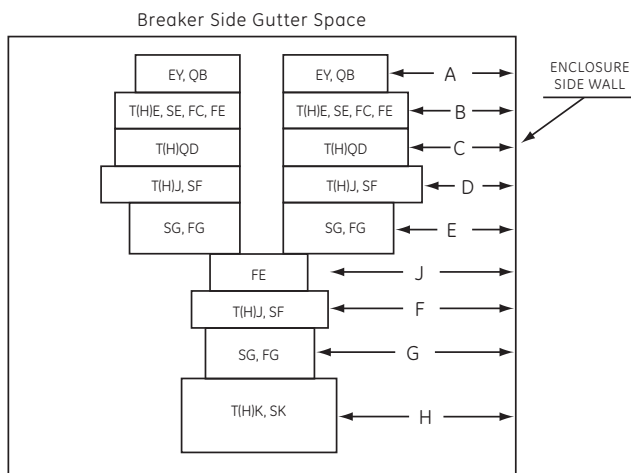 Breaker Side Gutter Space
ENCLOSURE
SIDE WALL
EY, QB
EY, QB
A
T(H)E, SE, FC, FE
T(H)E, SE, FC, FE
B
T(H)QD
T(H)QD
C
T(H)J, SF
T(H)J, SF
D
SG, FG
SG, FG
E
FE
J
T(H)J, SF
F
SG, FG
G
T(H)K, SK
H